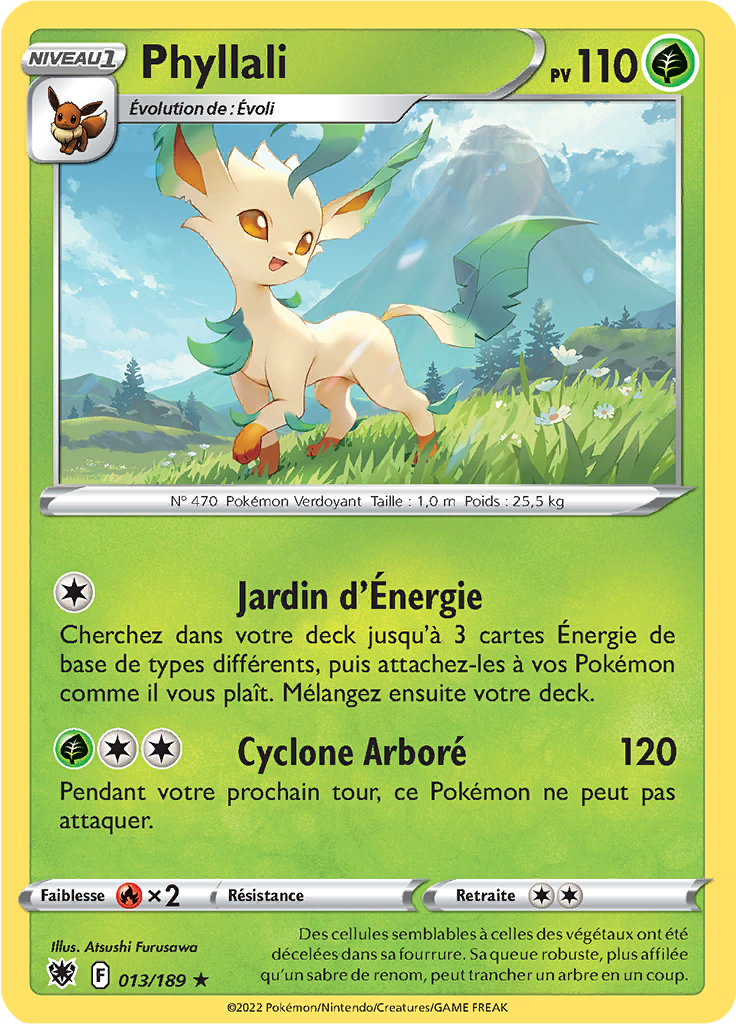 NIVEAU 1
Phyllali
PV 110
Évolution de : Évoli
N° 470 Pokémon Verdoyant Taille : 1,0 m Poids : 25,5 kg
Jardin d’Énergie
Cherchez dans votre deck jusqu’à 3 cartes Énergie de
base de types différents, puis attachez-les à vos Pokémon
comme il vous plaît. Mélangez ensuite votre deck.
Cyclone Arboré 120
Pendant votre prochain tour, ce Pokémon ne peut pas
attaquer.
Faiblesse ×2 Résistance Retraite
Illus. Atsushi Furusawa
F 013/189 ★
Des cellules semblables à celles des végétaux ont été
décelées dans sa fourrure. Sa queue robuste, plus affilée
qu’un sabre de renom, peut trancher un arbre en un coup.
©2022 Pokémon/Nintendo/Creatures/GAME FREAK